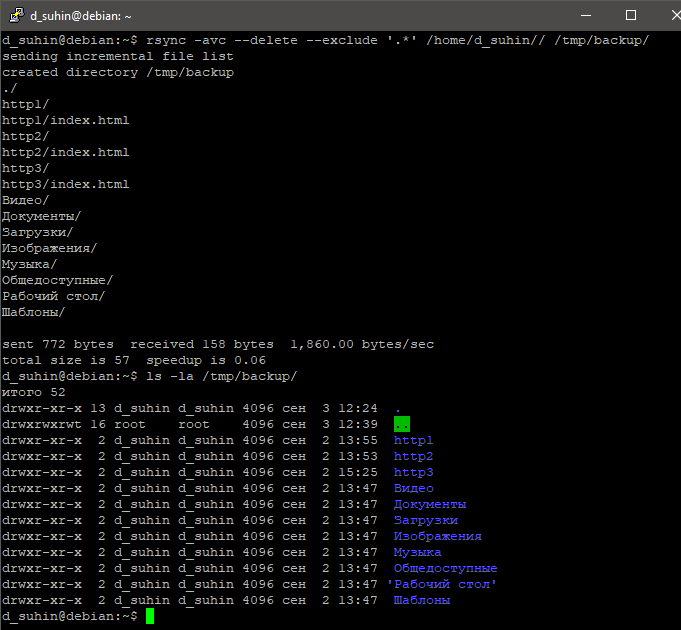 d_suhin@debian: ~
d_suhin@debian:~$ rsync -avc --delete --exclude '.*' /home/d_suhin// /tmp/backup/
sending incremental file list
created directory /tmp/backup
./
http1/
http1/index.html
http2/
http2/index.html
http3/
http3/index.html
Видео/
Документы/
Загрузки/
Изображения/
Музыка/
Общедоступные/
Рабочий стол/
Шаблоны/

sent 772 bytes  received 158 bytes  1,860.00 bytes/sec
total size is 57  speedup is 0.06
d_suhin@debian:~$ ls -la /tmp/backup/
итого 52
drwxr-xr-x 13 d_suhin d_suhin 4096 сен  3 12:24  .
drwxrwxrwt 16 root    root    4096 сен  3 12:39  ..
drwxr-xr-x  2 d_suhin d_suhin 4096 сен  2 13:55  http1
drwxr-xr-x  2 d_suhin d_suhin 4096 сен  2 13:53  http2
drwxr-xr-x  2 d_suhin d_suhin 4096 сен  2 15:25  http3
drwxr-xr-x  2 d_suhin d_suhin 4096 сен  2 13:47  Видео
drwxr-xr-x  2 d_suhin d_suhin 4096 сен  2 13:47  Документы
drwxr-xr-x  2 d_suhin d_suhin 4096 сен  2 13:47  Загрузки
drwxr-xr-x  2 d_suhin d_suhin 4096 сен  2 13:47  Изображения
drwxr-xr-x  2 d_suhin d_suhin 4096 сен  2 13:47  Музыка
drwxr-xr-x  2 d_suhin d_suhin 4096 сен  2 13:47  Общедоступные
drwxr-xr-x  2 d_suhin d_suhin 4096 сен  2 13:47 'Рабочий стол'
drwxr-xr-x  2 d_suhin d_suhin 4096 сен  2 13:47  Шаблоны
d_suhin@debian:~$